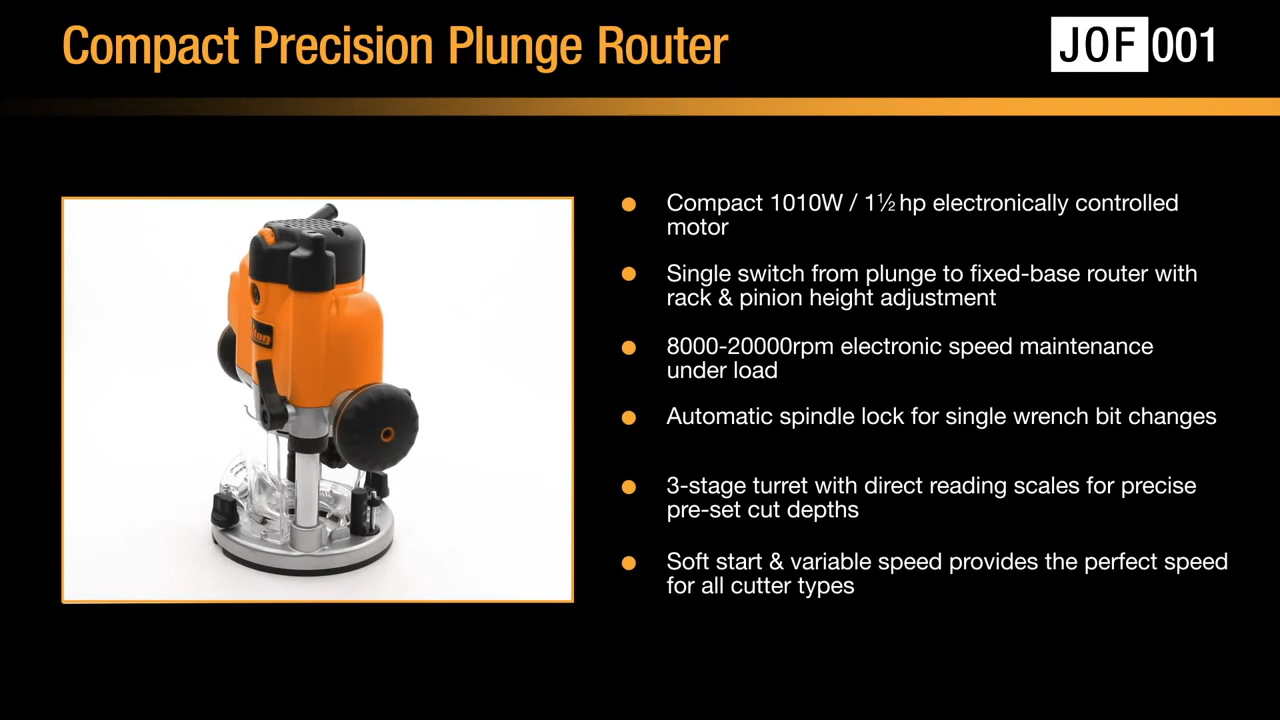 Compact Precision Plunge Router
JOF001
Compact 1010W / 1½ hp electronically controlled
motor
Single switch from plunge to fixed-base router with
rack & pinion height adjustment
8000-20000rpm electronic speed maintenance
under load
Automatic spindle lock for single wrench bit changes
3-stage turret with direct reading scales for precise
pre-set cut depths
Soft start & variable speed provides the perfect speed
for all cutter types